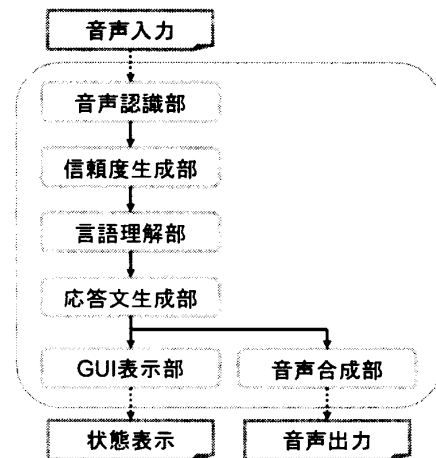 音声入力
音声認識部
信頼度生成部
言語理解部
応答文生成部
GUI表示部
音声合成部
状態表示
音声出力